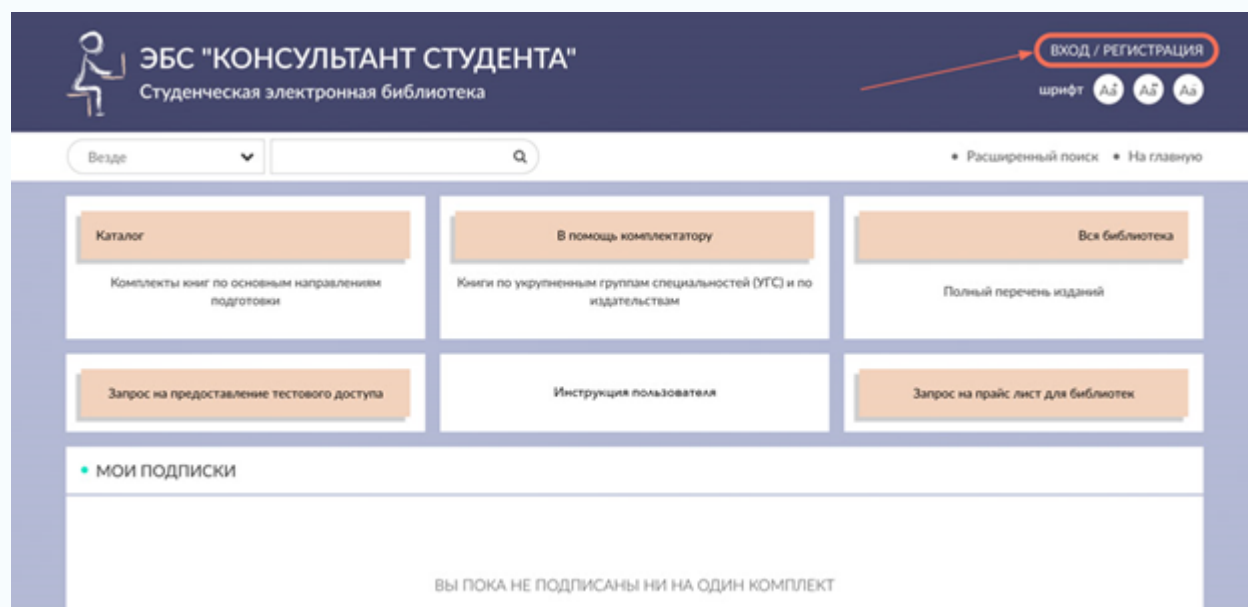 ЭБС "КОНСУЛЬТАНТ СТУДЕНТА"
Студенческая электронная библиотека
ВХОД / РЕГИСТРАЦИЯ
шрифт Aa Aa Aa
Везде
• Расширенный поиск • На главную
Каталог
Комплекты книг по основным направлениям
подготовки
В помощь комплектатору
Книги по укрупненным группам специальностей (УГС) и по
издательствам
Вся библиотека
Полный перечень изданий
Запрос на предоставление тестового доступа
Инструкция пользователя
Запрос на прайс лист для библиотек
• МОИ ПОДПИСКИ
ВЫ ПОКА НЕ ПОДПИСАНЫ НИ НА ОДИН КОМПЛЕКТ